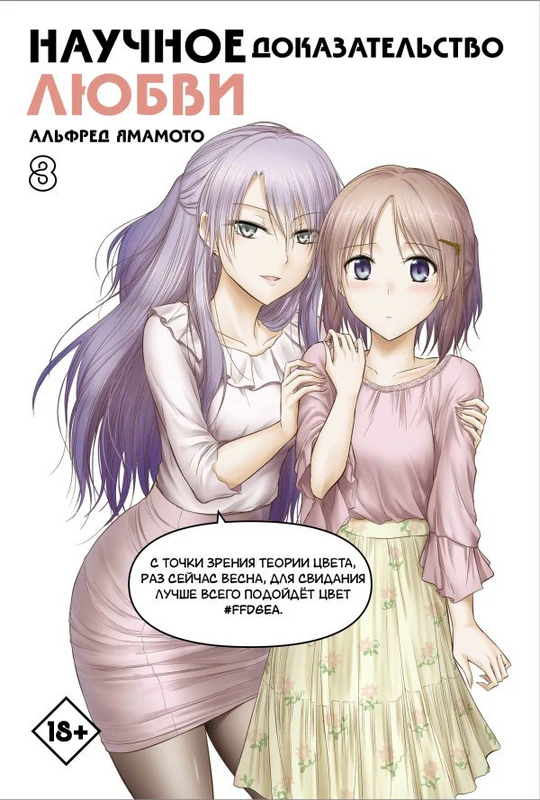 НАУЧНОЕ ДОКАЗАТЕЛЬСТВО
ЛЮБВИ
АЛЬФРЕД ЯМАМОТО
3
С ТОЧКИ ЗРЕНИЯ ТЕОРИИ ЦВЕТА,
РАЗ СЕЙЧАС ВЕСНА, ДЛЯ СВИДАНИЯ
ЛУЧШЕ ВСЕГО ПОДОЙДЁТ ЦВЕТ
#FFD6EA.
18+